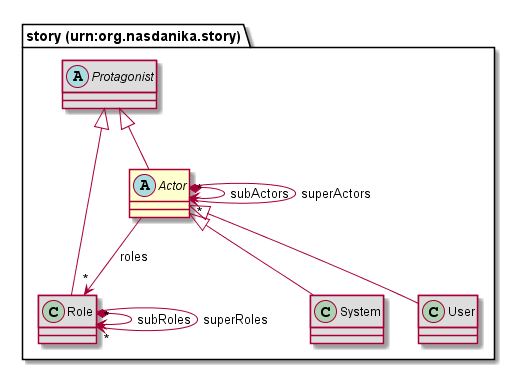 story (urn:org.nasdanika.story)
A Protagonist
A Actor
*
subActors
superActors
*
roles
*
C Role
*
subRoles
superRoles
*
C System
C User